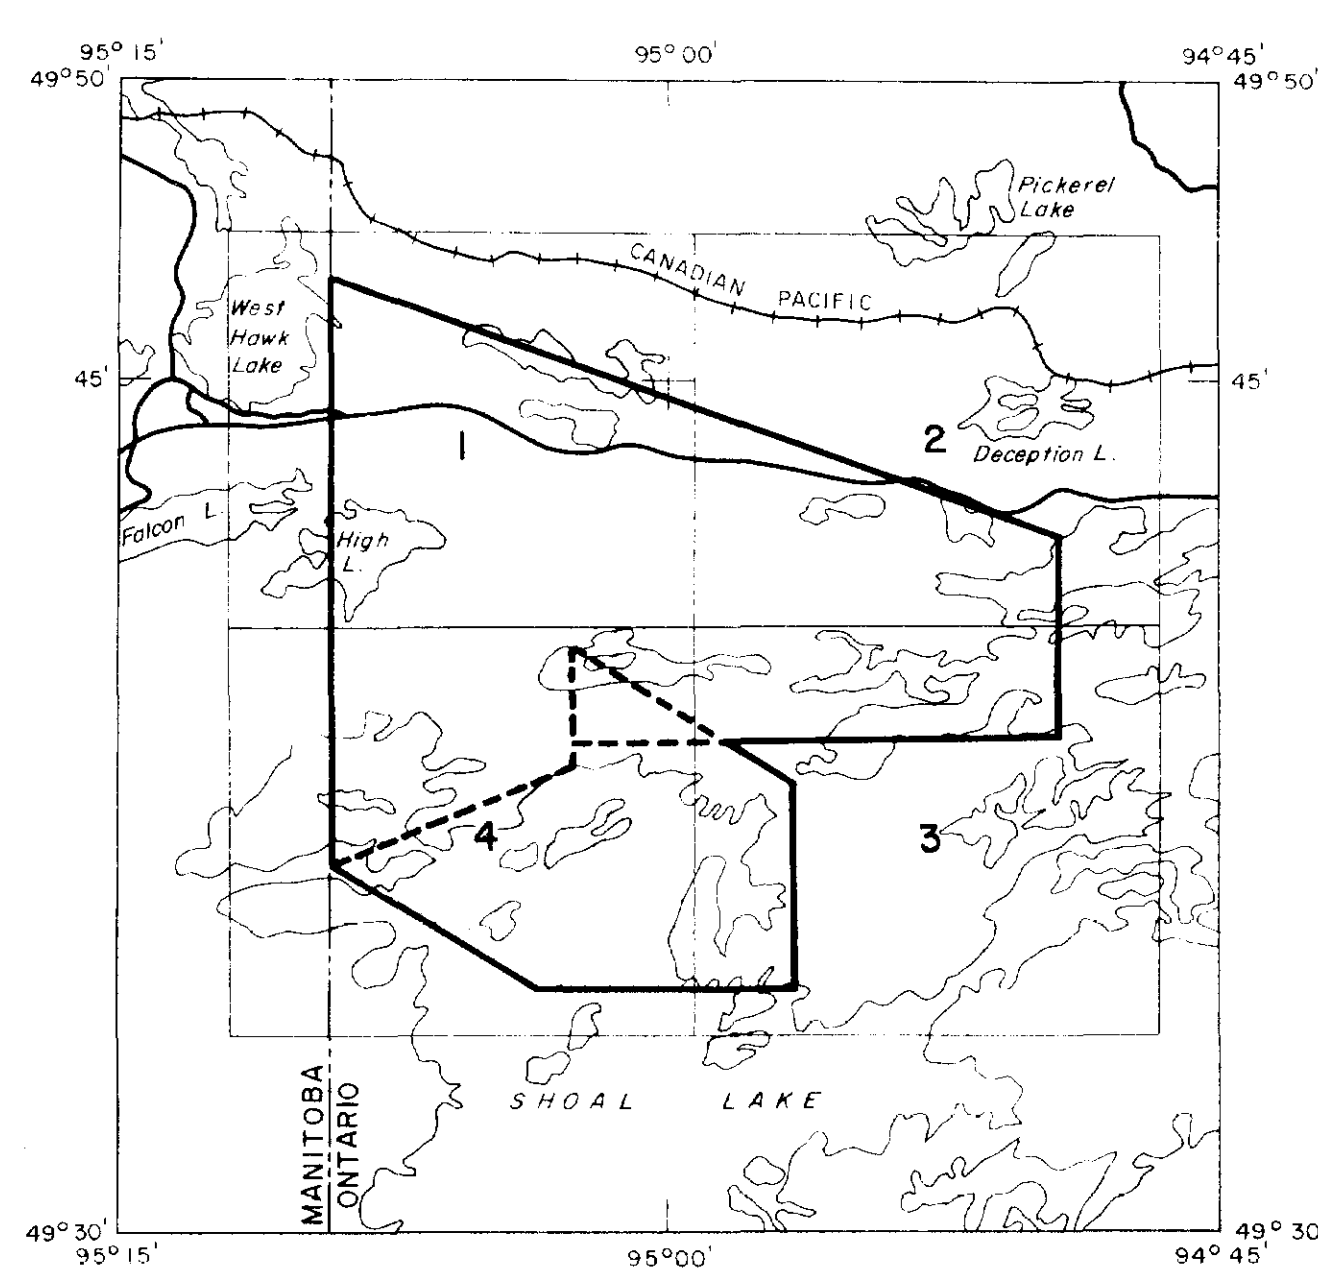 95° 15'
95° 00'
94° 45'
49° 50'
49° 50'
Pickerel
Lake
CANADIAN PACIFIC
West
Hawk
Lake
45'
45'
1
2
Deception L.
Falcon L.
High
L.
4
3
SHOAL LAKE
MANITOBA
ONTARIO
49° 30'
49° 30
95° 15'
95° 00'
94° 45'